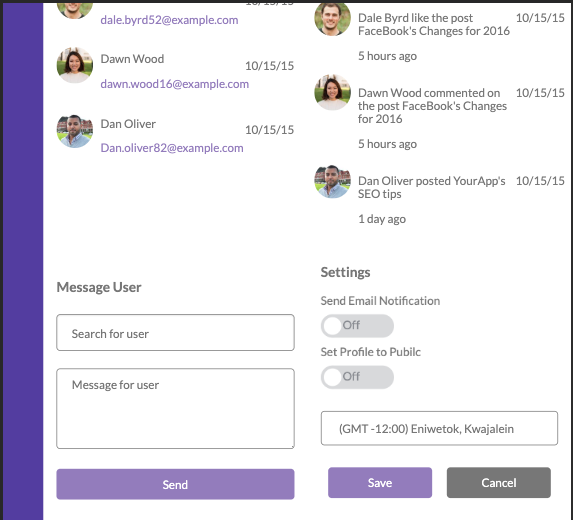 dale.byrd52@example.com
Dawn Wood
10/15/15
dawn.wood16@example.com
Dan Oliver
10/15/15
Dan.oliver82@example.com
Dale Byrd like the post
10/15/15
FaceBook's Changes for 2016
5 hours ago
Dawn Wood commented on
10/15/15
the post FaceBook's Changes
for 2016
5 hours ago
Dan Oliver posted YourApp's
10/15/15
SEO tips
1 day ago
Message User
Search for user
Message for user
Send
Settings
Send Email Notification
Off
Set Profile to Pubilc
Off
(GMT -12:00) Eniwetok, Kwajalein
Save
Cancel